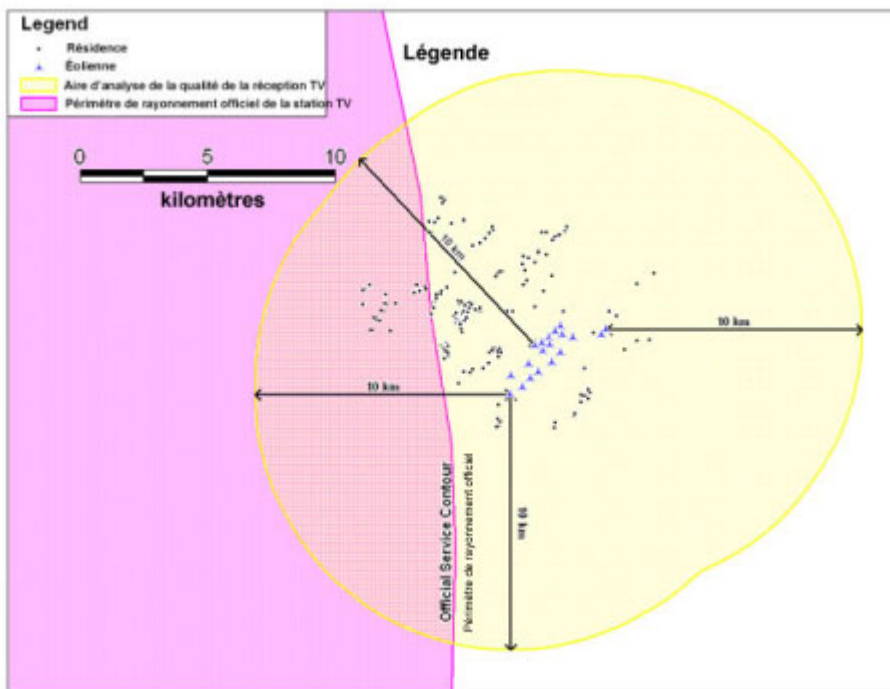 Legend
Résidence
Éolienne
Aire d'analyse de la qualité de la réception TV
Périmètre de rayonnement officiel de la station TV
Légende
0 5 10
kilomètres
10 km
10 km
10 km
10 km
Official Service Contour
Périmètre de rayonnement officiel